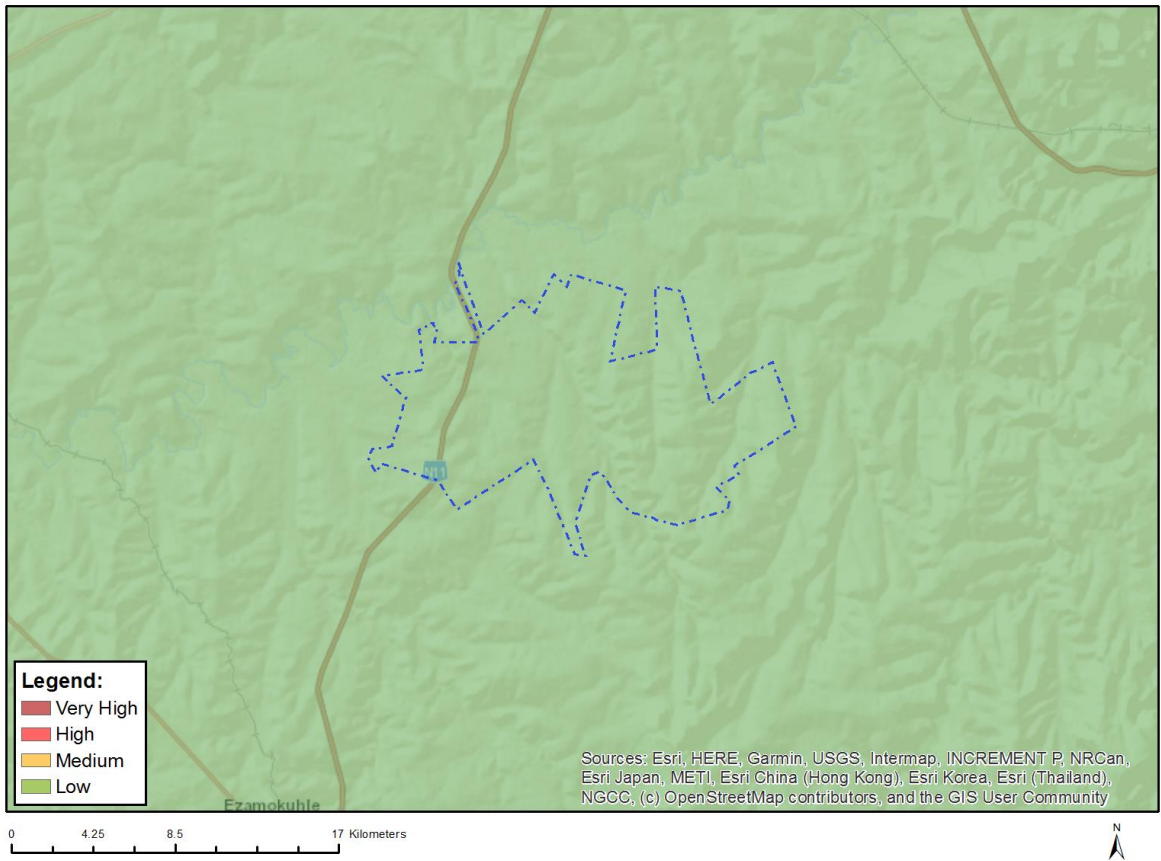 N11
Legend:
Very High
High
Medium
Low
Ezamokuhle
Sources: Esri, HERE, Garmin, USGS, Intermap, INCREMENT P, NRCan,
Esri Japan, METI, Esri China (Hong Kong), Esri Korea, Esri (Thailand),
NGCC, (c) OpenStreetMap contributors, and the GIS User Community
0 4.25 8.5 17 Kilometers
N